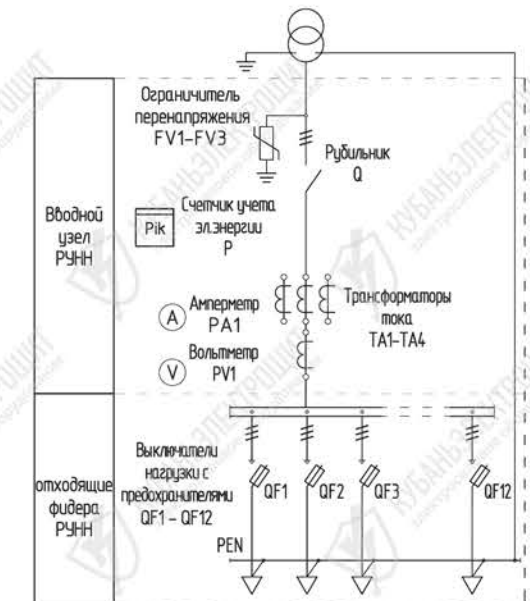 Ограничитель
перенапряжения
FV1-FV3
Рубильник
Q
Вводной
узел
РУНН
Счетчик учета
эл.энергии
P
Pik
Амперметр
PA1
A
Трансформаторы
тока
TA1-TA4
Вольтметр
PV1
V
отходящие
фидера
РУНН
Выключатели
нагрузки с
предохранителями
QF1 - QF12
QF1
QF2
QF3
QF12
PEN
КУБАНЬЭЛЕКТРОЩИТ